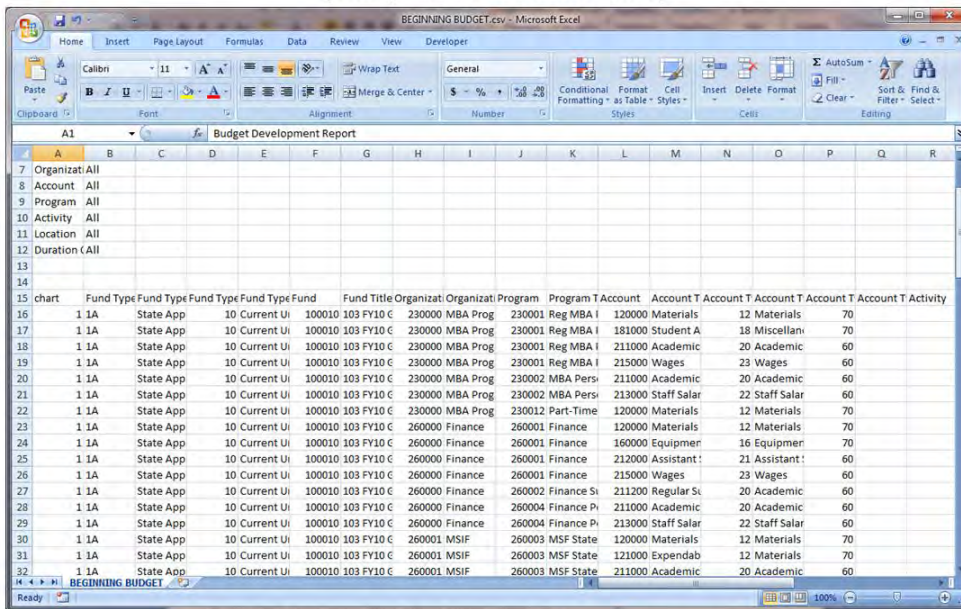 BEGINNING BUDGET.csv - Microsoft Excel
Home Insert Page Layout Formulas Data Review View Developer
Paste
Calibri 11 A A
B I U A
Wrap Text
Merge & Center
General
$ % , .0 .00 .00 .0
Conditional Formatting
Format as Table
Cell Styles
Insert Delete Format
Σ AutoSum
Fill
Clear
Sort & Filter
Find & Select
Clipboard Font Alignment Number Styles Cells Editing
A1 fx Budget Development Report
A B C D E F G H I J K L M N O P Q R
7 Organizati All
8 Account All
9 Program All
10 Activity All
11 Location All
12 Duration ( All
13
14
15 chart Fund Type Fund Type Fund Type Fund Type Fund Fund Title Organizati Organizati Program Program T Account Account T Account T Account T Account T Account T Activity
16 1 1A State App 10 Current U 100010 103 FY10 G 230000 MBA Prog 230001 Reg MBA 120000 Materials 12 Materials 70
17 1 1A State App 10 Current U 100010 103 FY10 G 230000 MBA Prog 230001 Reg MBA 181000 Student A 18 Miscellan 70
18 1 1A State App 10 Current U 100010 103 FY10 G 230000 MBA Prog 230001 Reg MBA 211000 Academic 20 Academic 60
19 1 1A State App 10 Current U 100010 103 FY10 G 230000 MBA Prog 230001 Reg MBA 215000 Wages 23 Wages 60
20 1 1A State App 10 Current U 100010 103 FY10 G 230000 MBA Prog 230002 MBA Pers 211000 Academic 20 Academic 60
21 1 1A State App 10 Current U 100010 103 FY10 G 230000 MBA Prog 230002 MBA Pers 213000 Staff Salar 22 Staff Salar 60
22 1 1A State App 10 Current U 100010 103 FY10 G 230000 MBA Prog 230012 Part-Time 120000 Materials 12 Materials 70
23 1 1A State App 10 Current U 100010 103 FY10 G 260000 Finance 260001 Finance 120000 Materials 12 Materials 70
24 1 1A State App 10 Current U 100010 103 FY10 G 260000 Finance 260001 Finance 160000 Equipmen 16 Equipmen 70
25 1 1A State App 10 Current U 100010 103 FY10 G 260000 Finance 260001 Finance 212000 Assistant 21 Assistant 60
26 1 1A State App 10 Current U 100010 103 FY10 G 260000 Finance 260001 Finance 215000 Wages 23 Wages 60
27 1 1A State App 10 Current U 100010 103 FY10 G 260000 Finance 260002 Finance Su 211200 Regular Su 20 Academic 60
28 1 1A State App 10 Current U 100010 103 FY10 G 260000 Finance 260004 Finance P 211000 Academic 20 Academic 60
29 1 1A State App 10 Current U 100010 103 FY10 G 260000 Finance 260004 Finance P 213000 Staff Salar 22 Staff Salar 60
30 1 1A State App 10 Current U 100010 103 FY10 G 260001 MSIF 260003 MSF State 120000 Materials 12 Materials 70
31 1 1A State App 10 Current U 100010 103 FY10 G 260001 MSIF 260003 MSF State 121000 Expendab 12 Materials 70
32 1 1A State App 10 Current U 100010 103 FY10 G 260001 MSIF 260003 MSF State 211000 Academic 20 Academic 60
BEGINNING BUDGET
Ready 100%